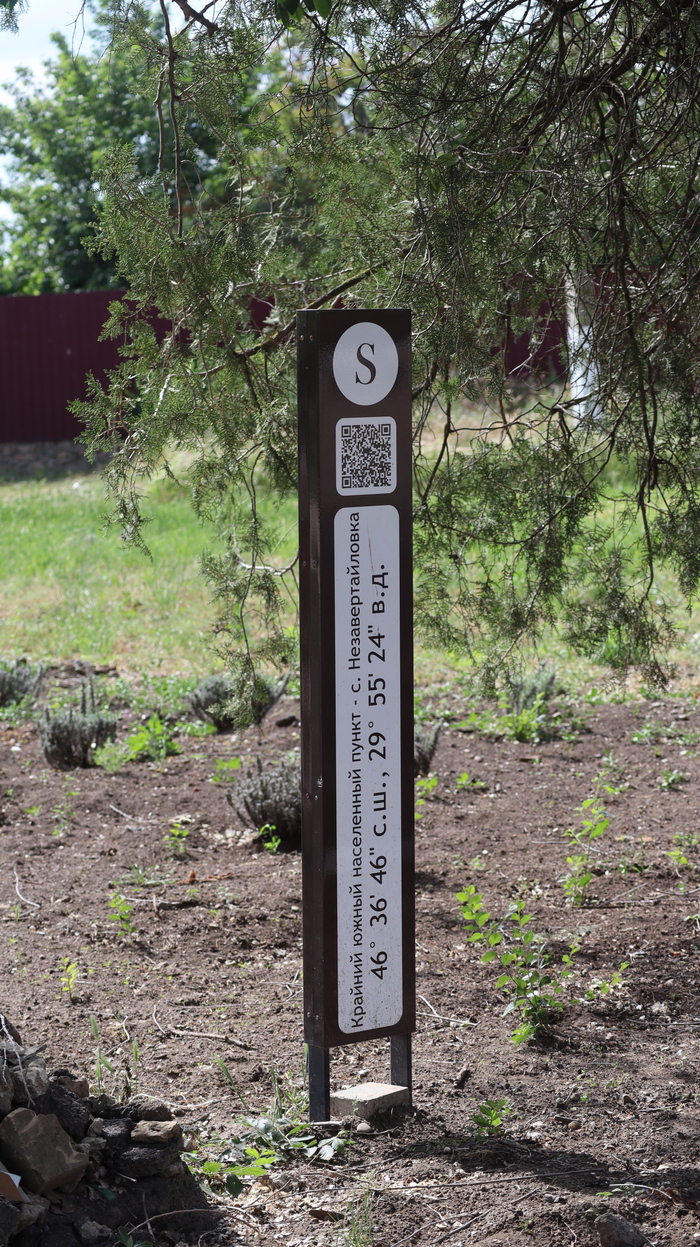 S
Крайний южный населенный пункт - с. Незавертайловка
46° 36' 46" с.ш., 29° 55' 24" в.д.